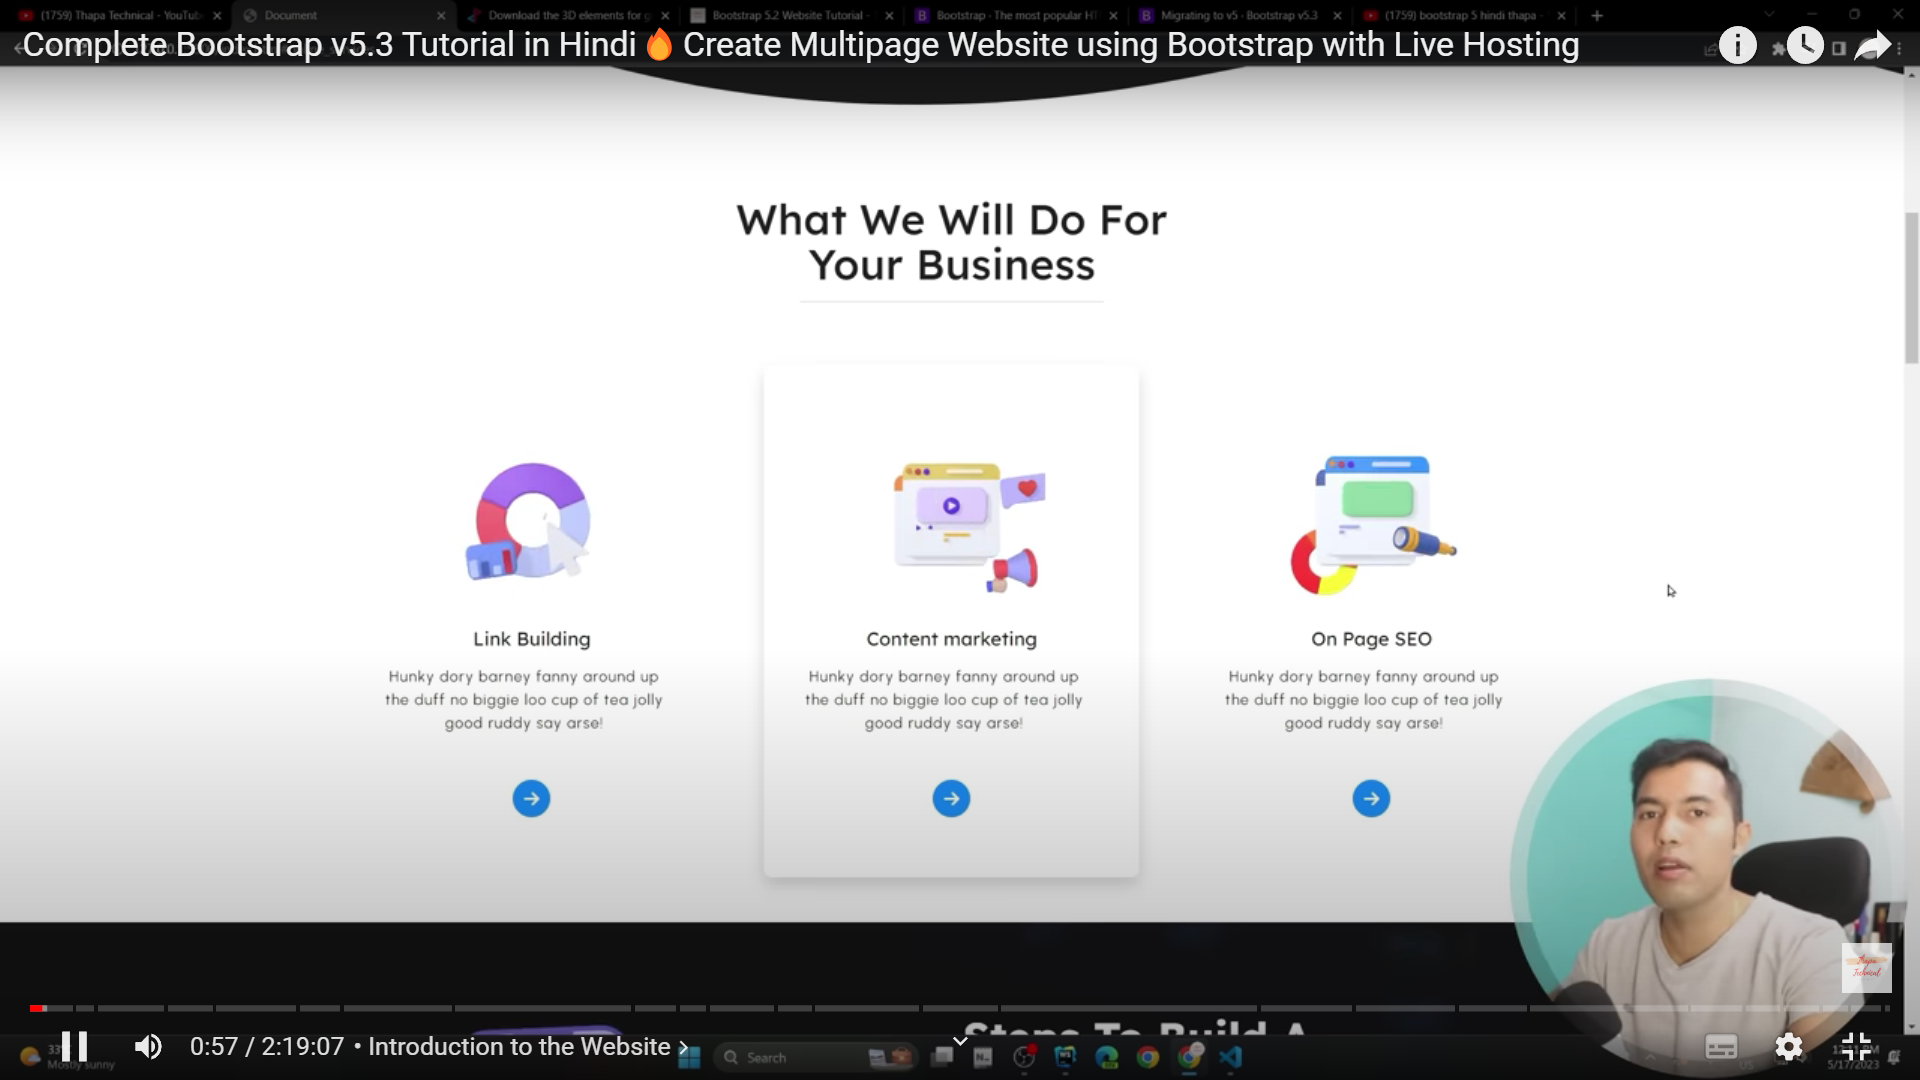 (1759) Thapa Technical - YouTub
Document
Download the 3D elements for g
Bootstrap 5.2 Website Tutorial -
Bootstrap - The most popular HT
Migrating to v5 · Bootstrap v5.3
(1759) bootstrap 5 hindi thapa -
Complete Bootstrap v5.3 Tutorial in Hindi🔥 Create Multipage Website using Bootstrap with Live Hosting
What We Will Do For
Your Business
Link Building
Hunky dory barney fanny around up
the duff no biggie loo cup of tea jolly
good ruddy say arse!
Content marketing
Hunky dory barney fanny around up
the duff no biggie loo cup of tea jolly
good ruddy say arse!
On Page SEO
Hunky dory barney fanny around up
the duff no biggie loo cup of tea jolly
good ruddy say arse!
Thapa
Technical
Steps To Build A
0:57 / 2:19:07 • Introduction to the Website
Mostly sunny
Search
5/17/2023